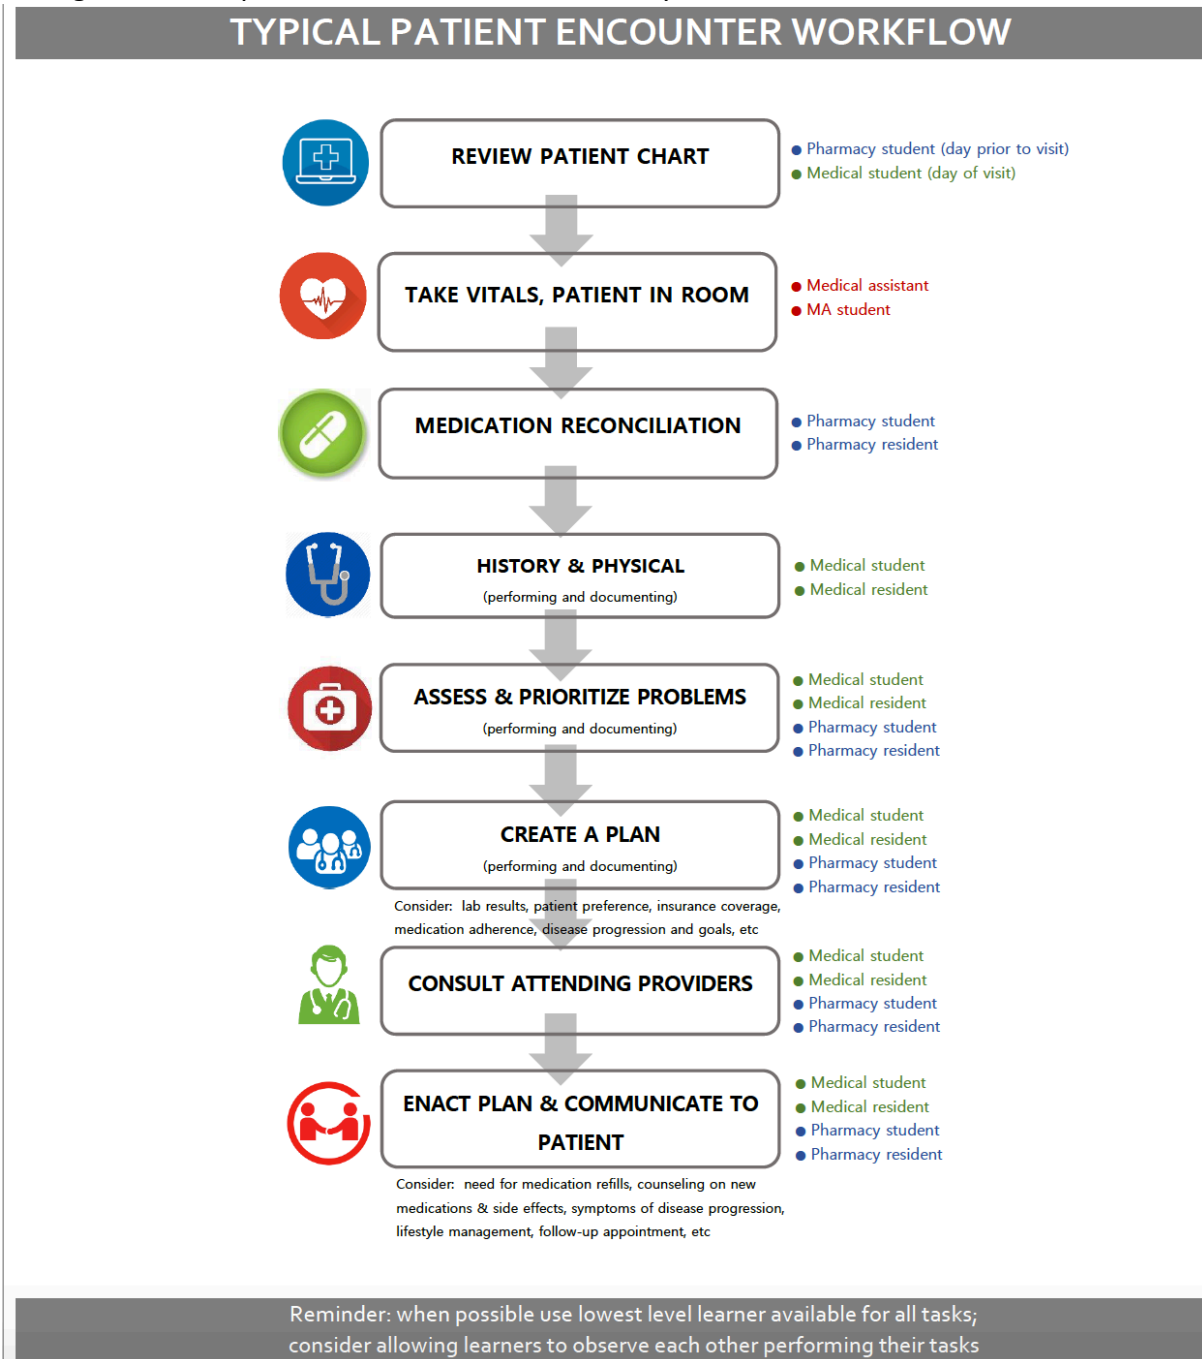 TYPICAL PATIENT ENCOUNTER WORKFLOW
REVIEW PATIENT CHART
● Pharmacy student (day prior to visit)
● Medical student (day of visit)
TAKE VITALS, PATIENT IN ROOM
● Medical assistant
● MA student
MEDICATION RECONCILIATION
● Pharmacy student
● Pharmacy resident
HISTORY & PHYSICAL
(performing and documenting)
● Medical student
● Medical resident
ASSESS & PRIORITIZE PROBLEMS
(performing and documenting)
● Medical student
● Medical resident
● Pharmacy student
● Pharmacy resident
CREATE A PLAN
(performing and documenting)
● Medical student
● Medical resident
● Pharmacy student
● Pharmacy resident
Consider: lab results, patient preference, insurance coverage,
medication adherence, disease progression and goals, etc
CONSULT ATTENDING PROVIDERS
● Medical student
● Medical resident
● Pharmacy student
● Pharmacy resident
ENACT PLAN & COMMUNICATE TO
PATIENT
● Medical student
● Medical resident
● Pharmacy student
● Pharmacy resident
Consider: need for medication refills, counseling on new
medications & side effects, symptoms of disease progression,
lifestyle management, follow-up appointment, etc
Reminder: when possible use lowest level learner available for all tasks;
consider allowing learners to observe each other performing their tasks